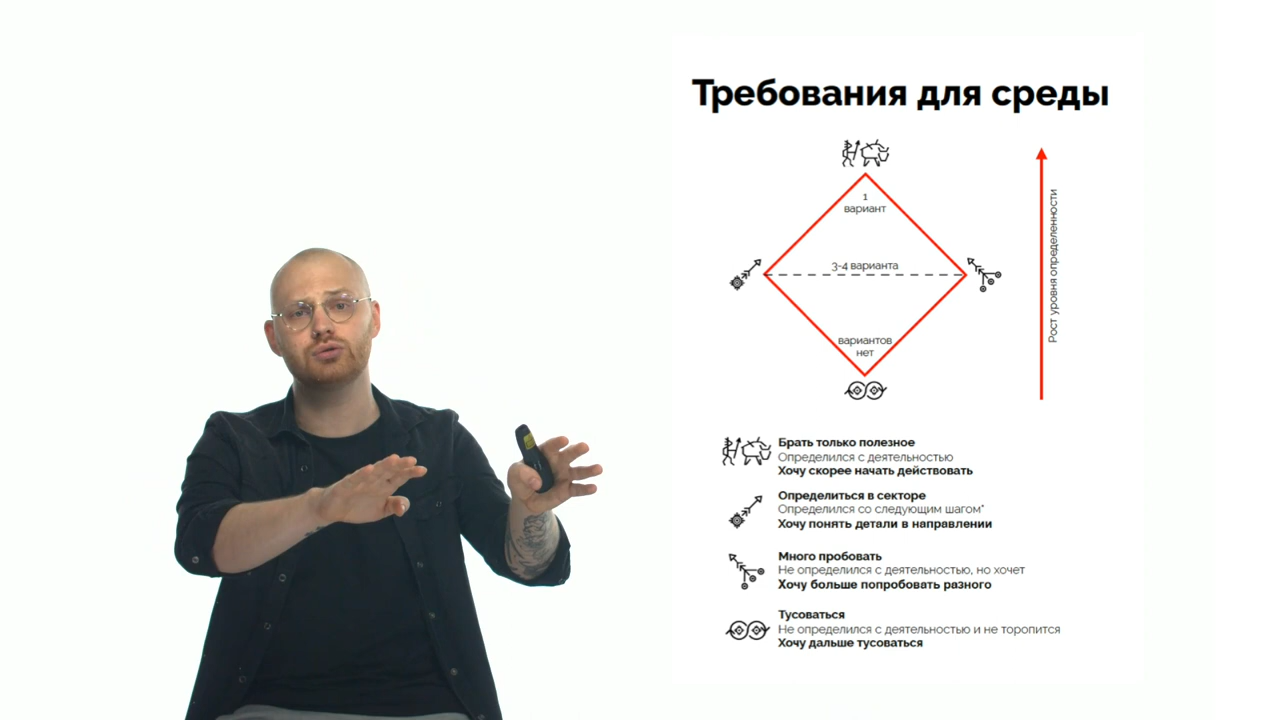 Требования для среды
1
вариант
3-4 варианта
вариантов
нет
Рост уровня определенности
Брать только полезное
Определился с деятельностью
Хочу скорее начать действовать
Определиться в секторе
Определился со следующим шагом*
Хочу понять детали в направлении
Много пробовать
Не определился с деятельностью, но хочет
Хочу больше попробовать разного
Тусоваться
Не определился с деятельностью и не торопится
Хочу дальше тусоваться